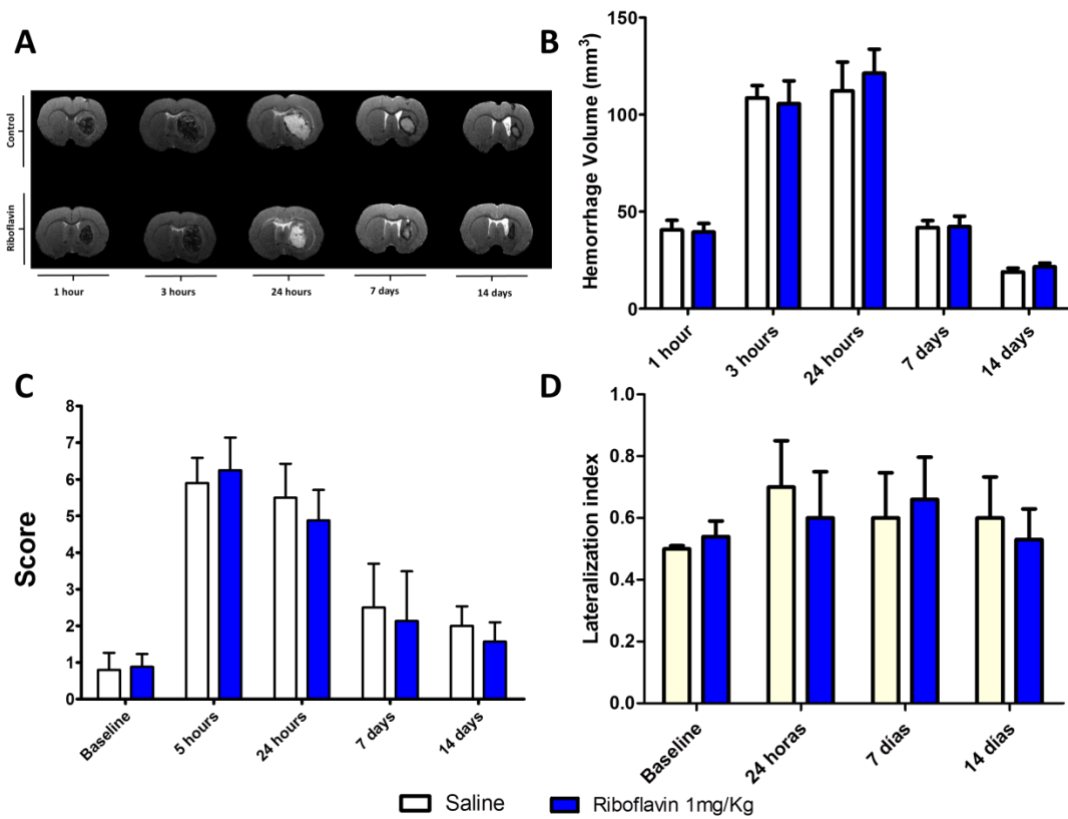 A
Control
Riboflavin
1 hour
3 hours
24 hours
7 days
14 days
B
Hemorrhage Volume (mm³)
150
100
50
0
1 hour
3 hours
24 hours
7 days
14 days
C
Score
8
7
6
5
4
3
2
1
0
Baseline
5 hours
24 hours
7 days
14 days
D
Lateralization index
1.0
0.8
0.6
0.4
0.2
0.0
Baseline
24 horas
7 dias
14 dias
Saline
Riboflavin 1mg/Kg